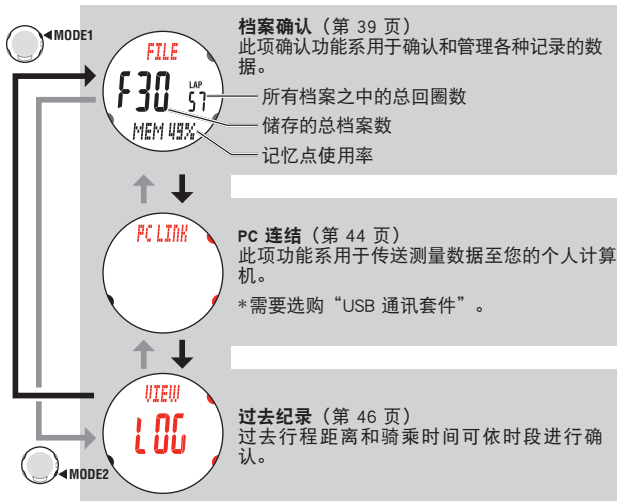 ◀MODE1
FILE
F30
LAP
57
MEM 49%
档案确认（第 39 页）
此项确认功能系用于确认和管理各种记录的数
据。
所有档案之中的总回圈数
储存的总档案数
记忆点使用率
PC LINK
PC 连结（第 44 页）
此项功能系用于传送测量数据至您的个人计算
机。
*需要选购“USB 通讯套件”。
VIEW
LOG
◀MODE2
过去纪录（第 46 页）
过去行程距离和骑乘时间可依时段进行确
认。